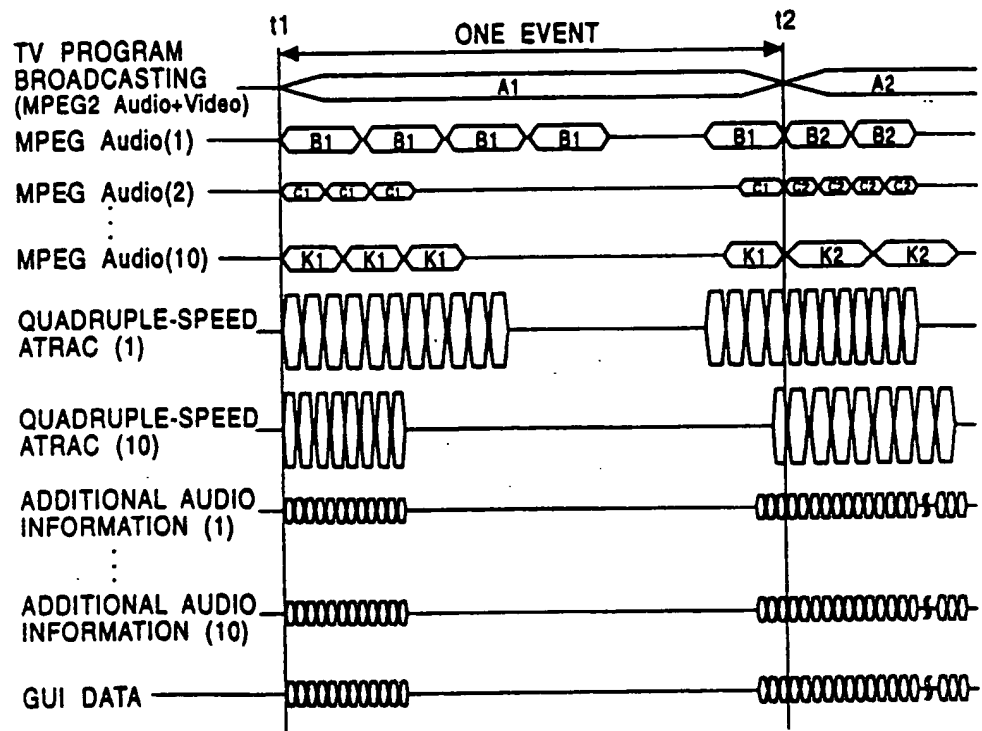 t1 t2
ONE EVENT
TV PROGRAM
BROADCASTING
(MPEG2 Audio+Video)
A1 A2
MPEG Audio(1) B1 B1 B1 B1 B1 B2 B2
MPEG Audio(2) C1 C1 C1 C1 C2 C2 C2 C2
MPEG Audio(10) K1 K1 K1 K1 K2 K2
QUADRUPLE-SPEED
ATRAC (1)
QUADRUPLE-SPEED
ATRAC (10)
ADDITIONAL AUDIO
INFORMATION (1)
ADDITIONAL AUDIO
INFORMATION (10)
GUI DATA